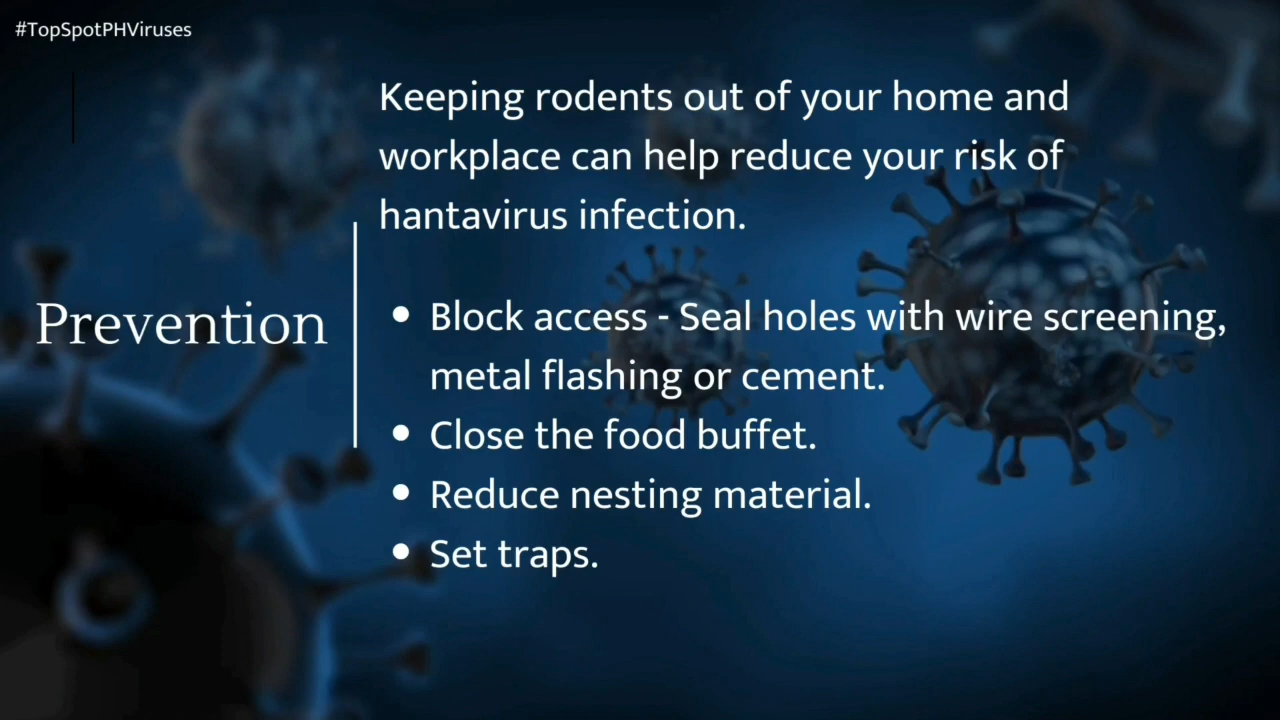 #TopSpotPHViruses
Keeping rodents out of your home and
workplace can help reduce your risk of
hantavirus infection.
Prevention
• Block access - Seal holes with wire screening,
metal flashing or cement.
• Close the food buffet.
• Reduce nesting material.
• Set traps.